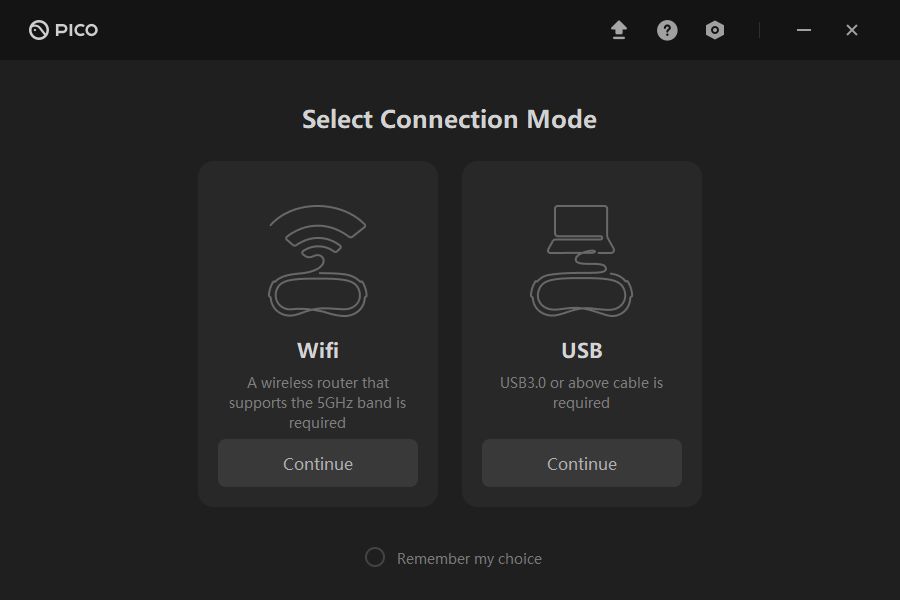 PICO
Select Connection Mode
Wifi
A wireless router that
supports the 5GHz band is
required
Continue
USB
USB3.0 or above cable is
required
Continue
Remember my choice